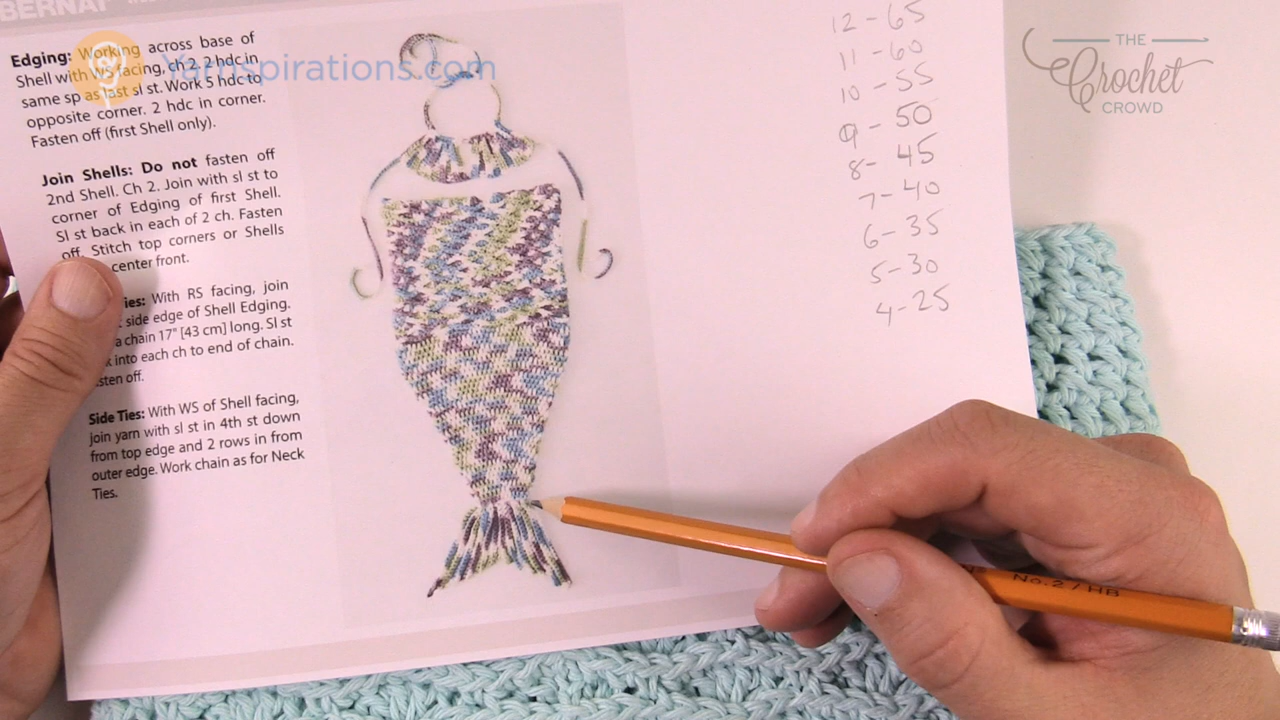 BERNAT
Edging: Working across base of
Shell with WS facing, ch 2. 2 hdc in
same sp as last sl st. Work 5 hdc to
opposite corner. 2 hdc in corner.
Fasten off (first Shell only).
Join Shells: Do not fasten off
2nd Shell. Ch 2. Join with sl st to
corner of Edging of first Shell.
Sl st back in each of 2 ch. Fasten
off. Stitch top corners or Shells
center front.
ies: With RS facing, join
side edge of Shell Edging.
a chain 17" [43 cm] long. Sl st
into each ch to end of chain.
sten off.
Side Ties: With WS of Shell facing,
join yarn with sl st in 4th st down
from top edge and 2 rows in from
outer edge. Work chain as for Neck
Ties.
Yarnspirations.com
12 - 65
11 - 60
10 - 55
9 - 50
8 - 45
7 - 40
6 - 35
5 - 30
4 - 25
THE
Crochet
CROWD
No.2 / HB